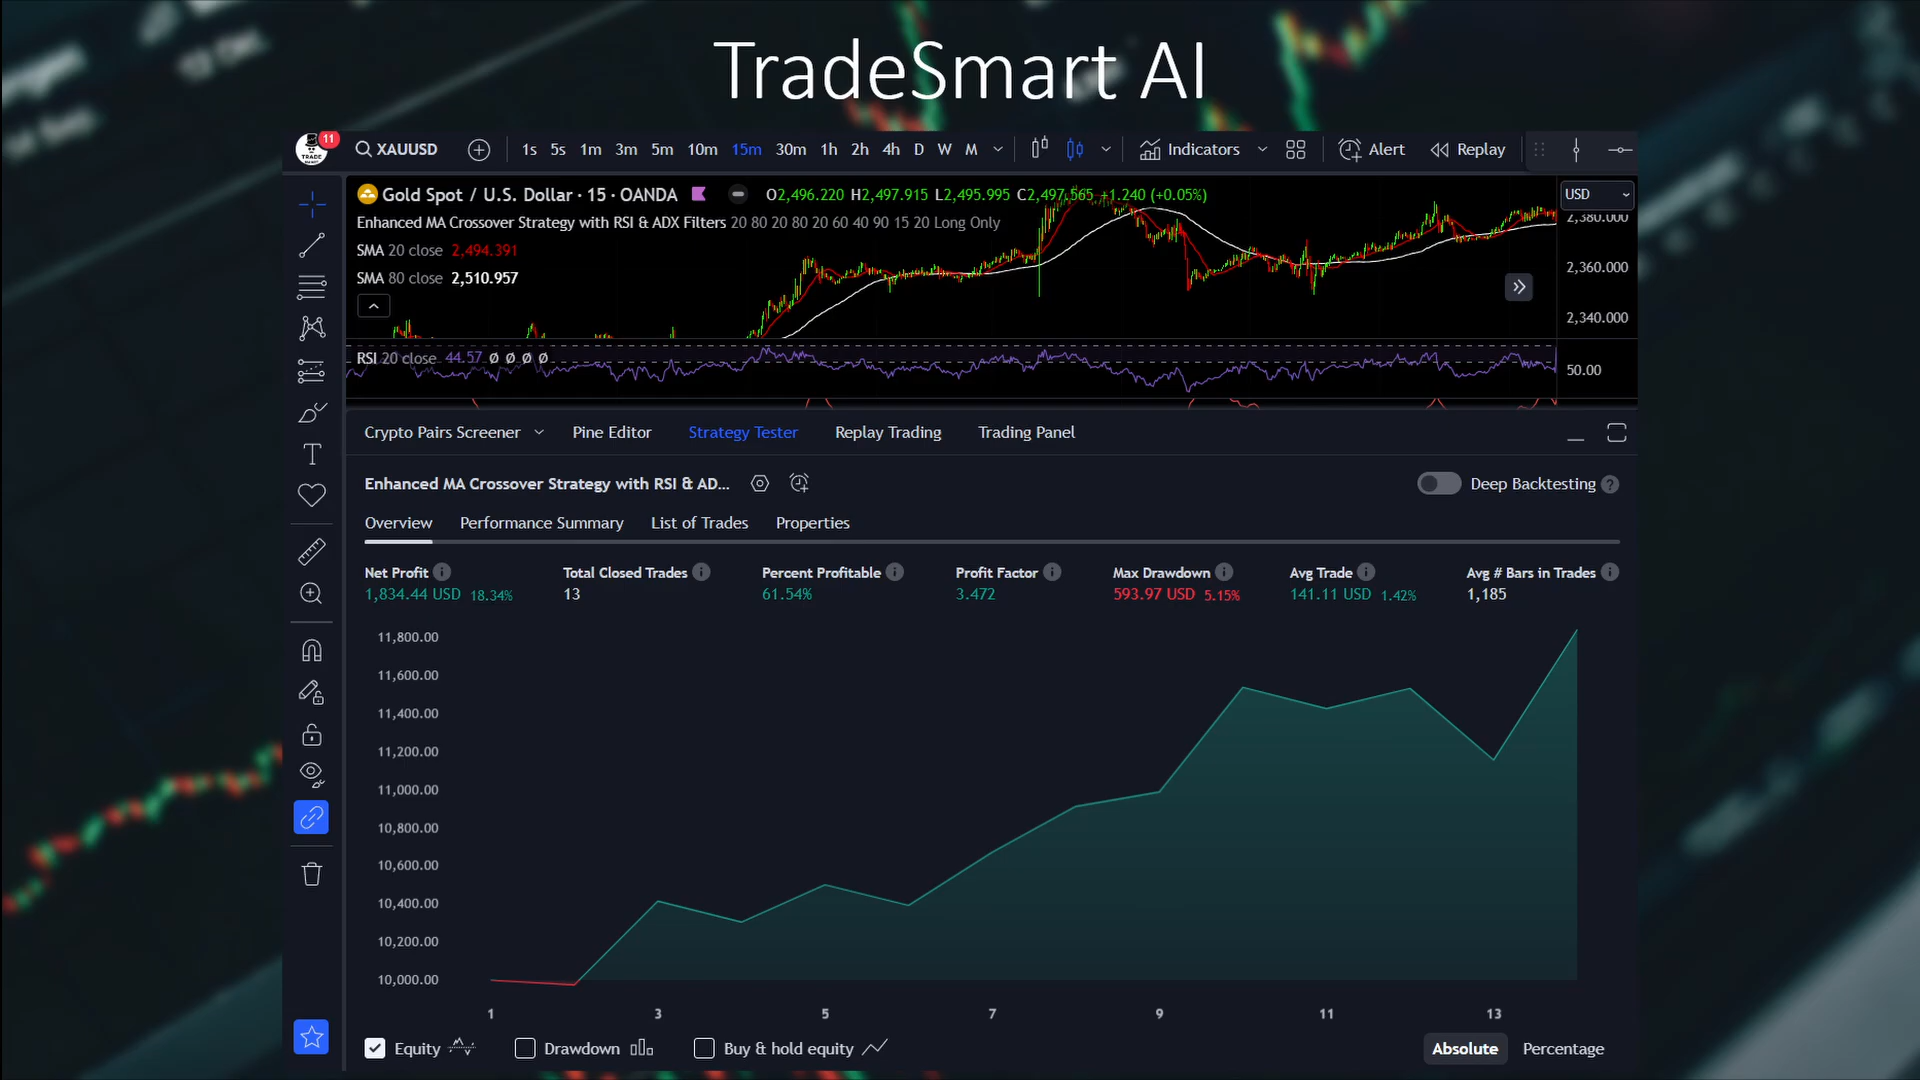 TradeSmart AI
11
TRADE
XAUUSD 1s 5s 1m 3m 5m 10m 15m 30m 1h 2h 4h D W M Indicators Alert Replay
Gold Spot / U.S. Dollar · 15 · OANDA O2,496.220 H2,497.915 L2,495.995 C2,497.565 +1.240 (+0.05%) USD
2,380.000
Enhanced MA Crossover Strategy with RSI & ADX Filters 20 80 20 80 20 60 40 90 15 20 Long Only
SMA 20 close 2,494.391
2,360.000
SMA 80 close 2,510.957
2,340.000
RSI 20 close 44.57 Ø Ø Ø Ø
50.00
Crypto Pairs Screener Pine Editor Strategy Tester Replay Trading Trading Panel
Enhanced MA Crossover Strategy with RSI & AD... Deep Backtesting ?
Overview Performance Summary List of Trades Properties
Net Profit Total Closed Trades Percent Profitable Profit Factor Max Drawdown Avg Trade Avg # Bars in Trades
1,834.44 USD 18.34% 13 61.54% 3.472 593.97 USD 5.15% 141.11 USD 1.42% 1,185
11,800.00
11,600.00
11,400.00
11,200.00
11,000.00
10,800.00
10,600.00
10,400.00
10,200.00
10,000.00
1 3 5 7 9 11 13
Equity Drawdown Buy & hold equity Absolute Percentage